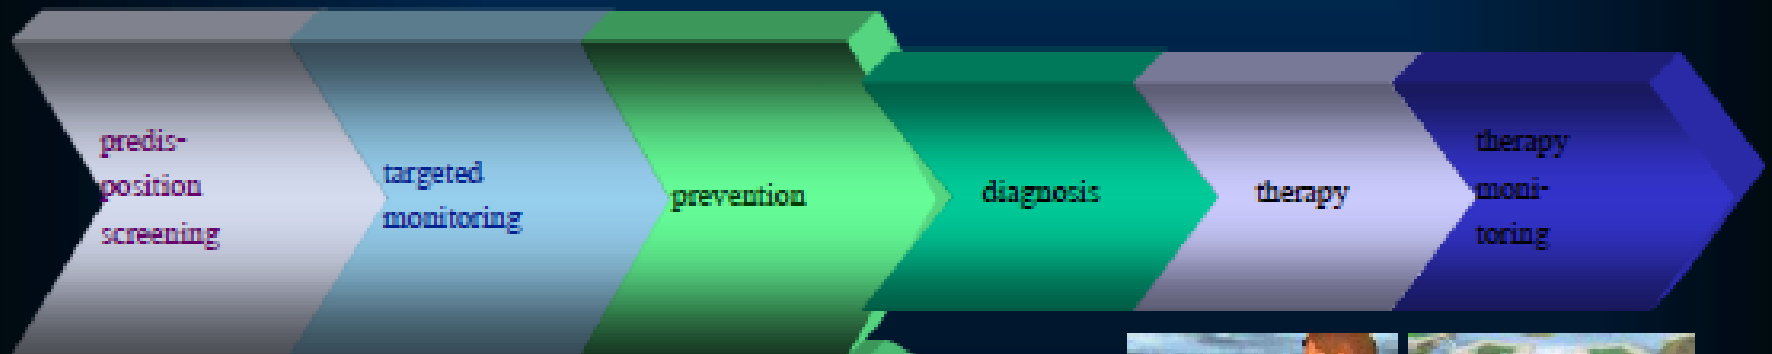 predis-
position
screening
targeted
monitoring
prevention
diagnosis
therapy
therapy
moni-
toring